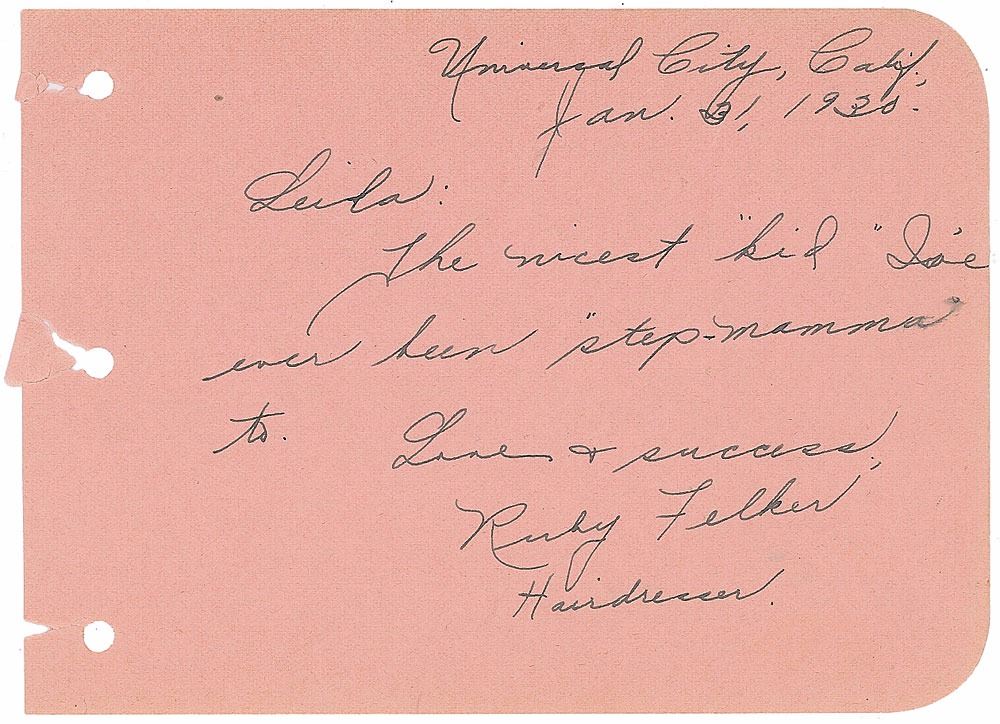 Universal City, Calif.,
Jan. 31, 1930.
Leila:
The nicest "kid" I've
ever been "step-mamma"
to. Love & success,
Ruby Felker
Hairdresser.